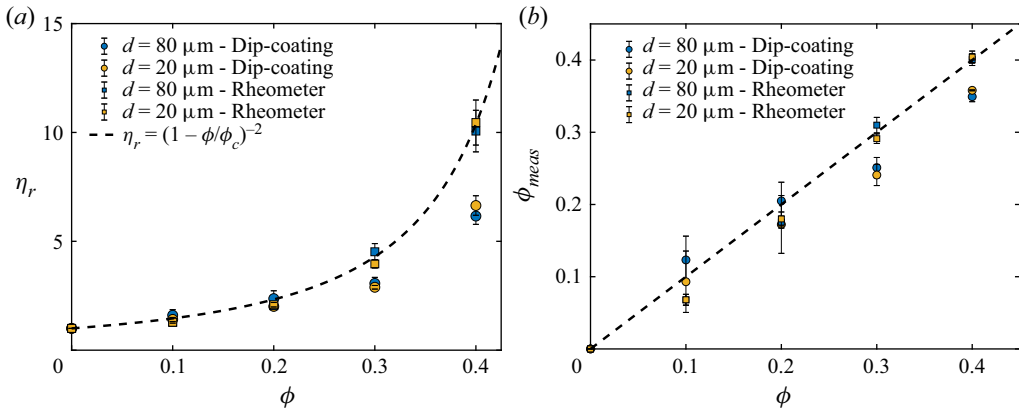 (a)
15
10
5
η_r
d = 80 μm - Dip-coating
d = 20 μm - Dip-coating
d = 80 μm - Rheometer
d = 20 μm - Rheometer
η_r = (1 − ϕ/ϕ_c)^−2
0 0.1 0.2 0.3 0.4
ϕ
(b)
0.4
0.3
0.2
0.1
0
ϕ_meas
d = 80 μm - Dip-coating
d = 20 μm - Dip-coating
d = 80 μm - Rheometer
d = 20 μm - Rheometer
0 0.1 0.2 0.3 0.4
ϕ